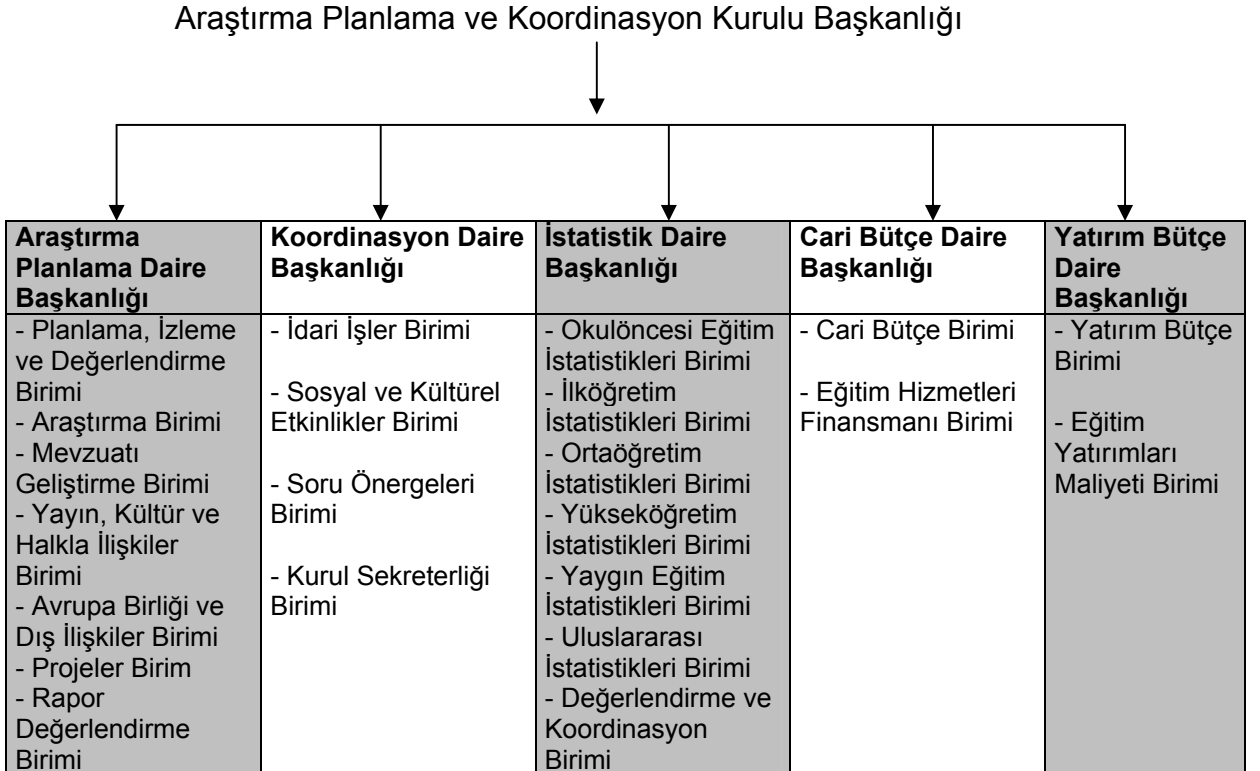 Araştırma Planlama ve Koordinasyon Kurulu Başkanlığı
Araştırma
Planlama Daire
Başkanlığı
- Planlama, İzleme
ve Değerlendirme
Birimi
- Araştırma Birimi
- Mevzuatı
Geliştirme Birimi
- Yayın, Kültür ve
Halkla İlişkiler
Birimi
- Avrupa Birliği ve
Dış İlişkiler Birimi
- Projeler Birim
- Rapor
Değerlendirme
Birimi
Koordinasyon Daire
Başkanlığı
- İdari İşler Birimi
- Sosyal ve Kültürel
Etkinlikler Birimi
- Soru Önergeleri
Birimi
- Kurul Sekreterliği
Birimi
İstatistik Daire
Başkanlığı
- Okulöncesi Eğitim
İstatistikleri Birimi
- İlköğretim
İstatistikleri Birimi
- Ortaöğretim
İstatistikleri Birimi
- Yükseköğretim
İstatistikleri Birimi
- Yaygın Eğitim
İstatistikleri Birimi
- Uluslararası
İstatistikleri Birimi
- Değerlendirme ve
Koordinasyon
Birimi
Cari Bütçe Daire
Başkanlığı
- Cari Bütçe Birimi
- Eğitim Hizmetleri
Finansmanı Birimi
Yatırım Bütçe
Daire
Başkanlığı
- Yatırım Bütçe
Birimi
- Eğitim
Yatırımları
Maliyeti Birimi